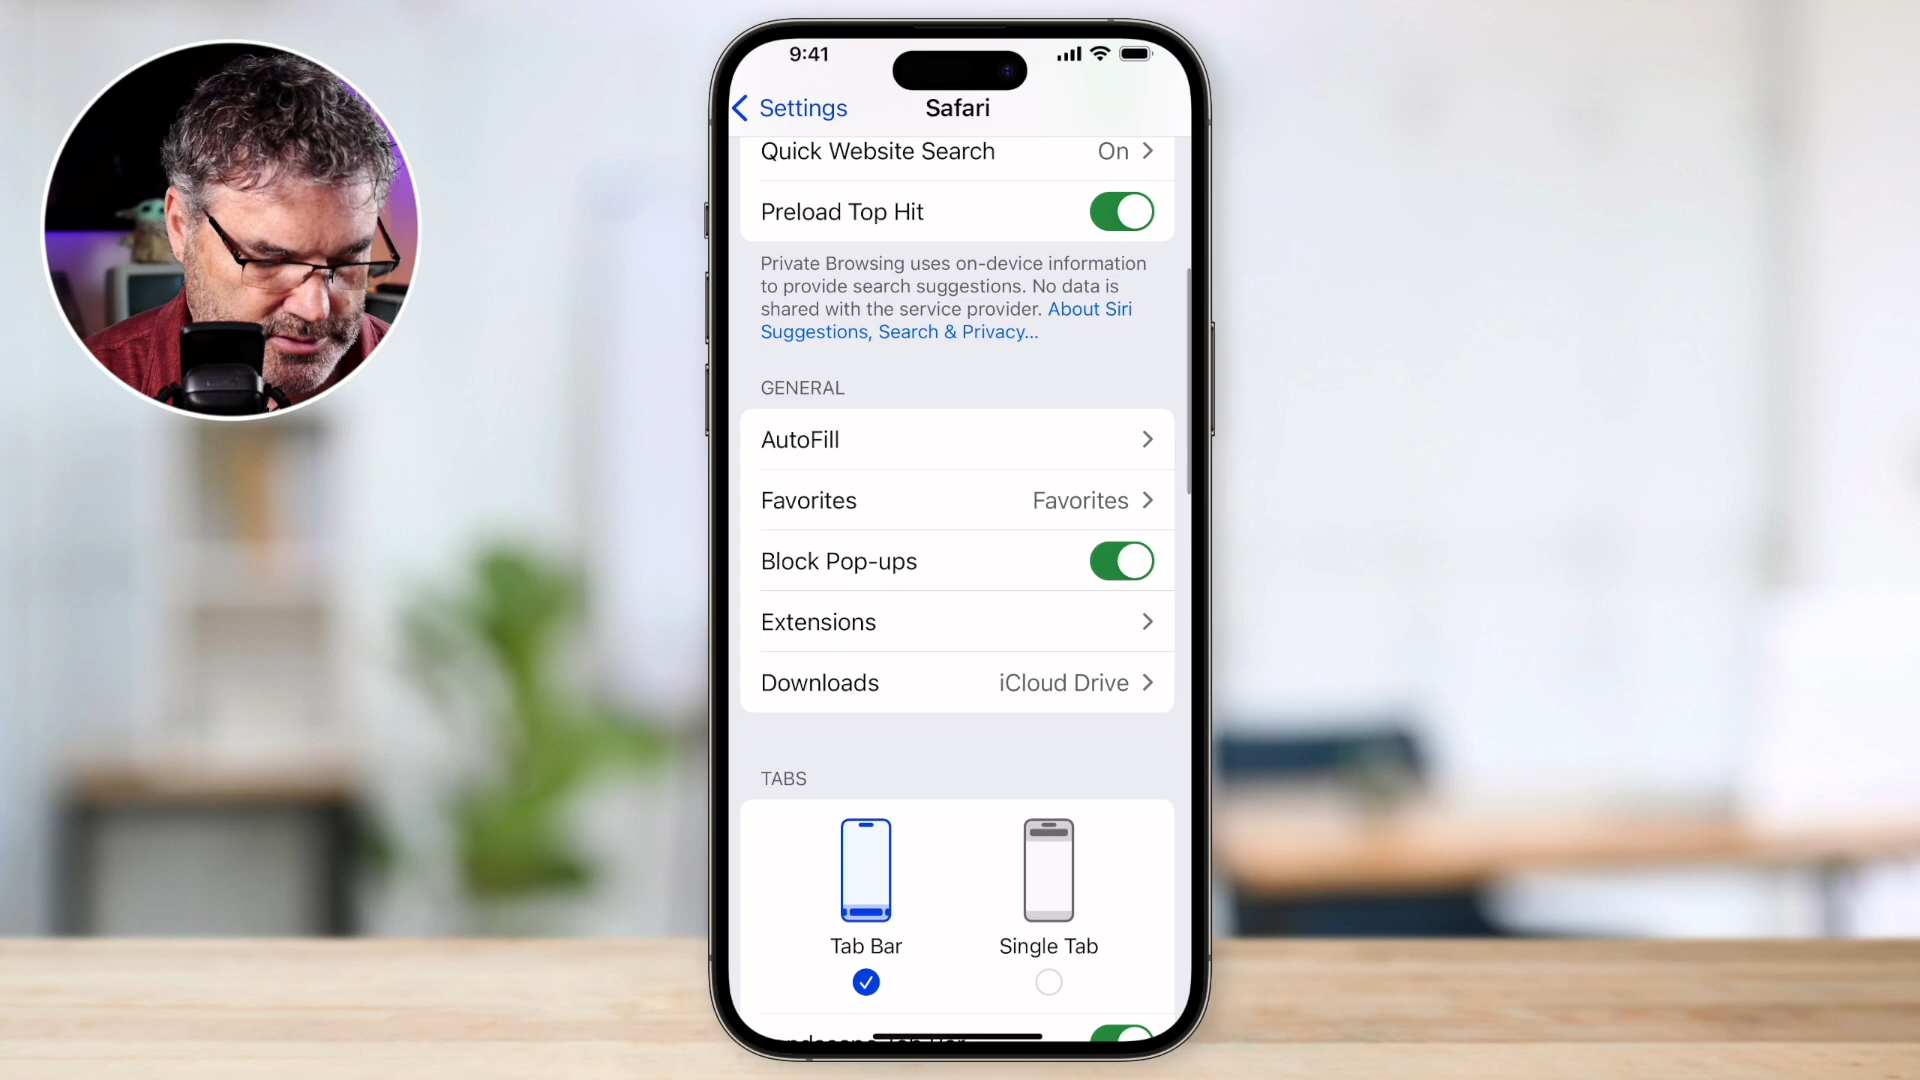 9:41
Settings
Safari
Quick Website Search On
Preload Top Hit
Private Browsing uses on-device information
to provide search suggestions. No data is
shared with the service provider. About Siri
Suggestions, Search & Privacy...
GENERAL
AutoFill
Favorites Favorites
Block Pop-ups
Extensions
Downloads iCloud Drive
TABS
Tab Bar Single Tab